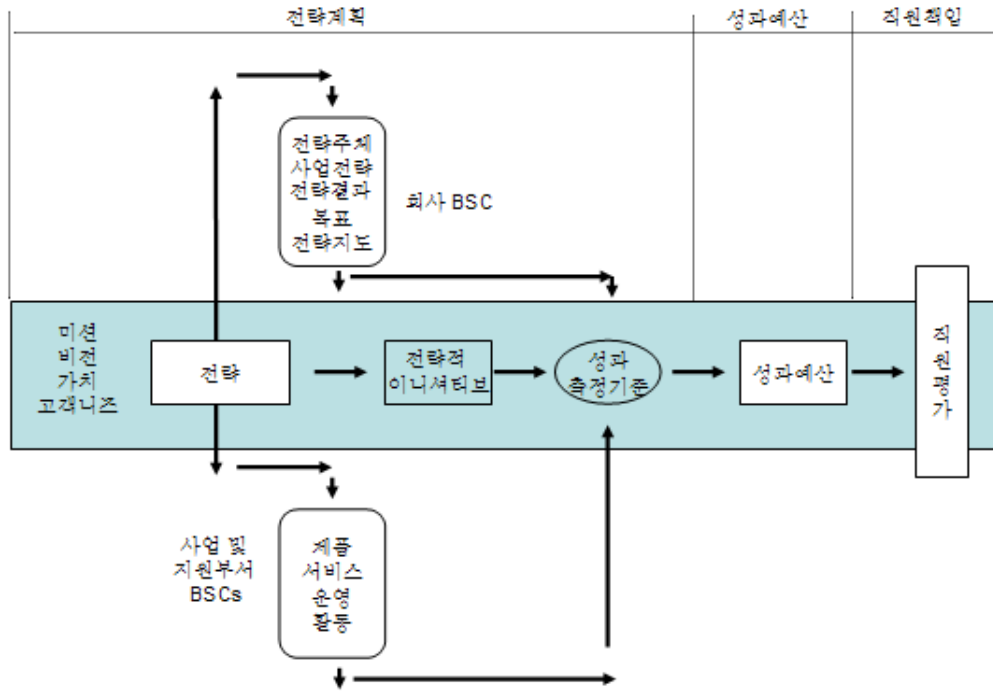 전략계획
성과예산
직원책임
전략주체
사업전략
전략결과
목표
전략지도
회사 BSC
미션
비전
가치
고객니즈
전략
전략적
이니셔티브
성과
측정기준
성과예산
직
원
평
가
사업 및
지원부서
BSCs
제품
서비스
운영
활동